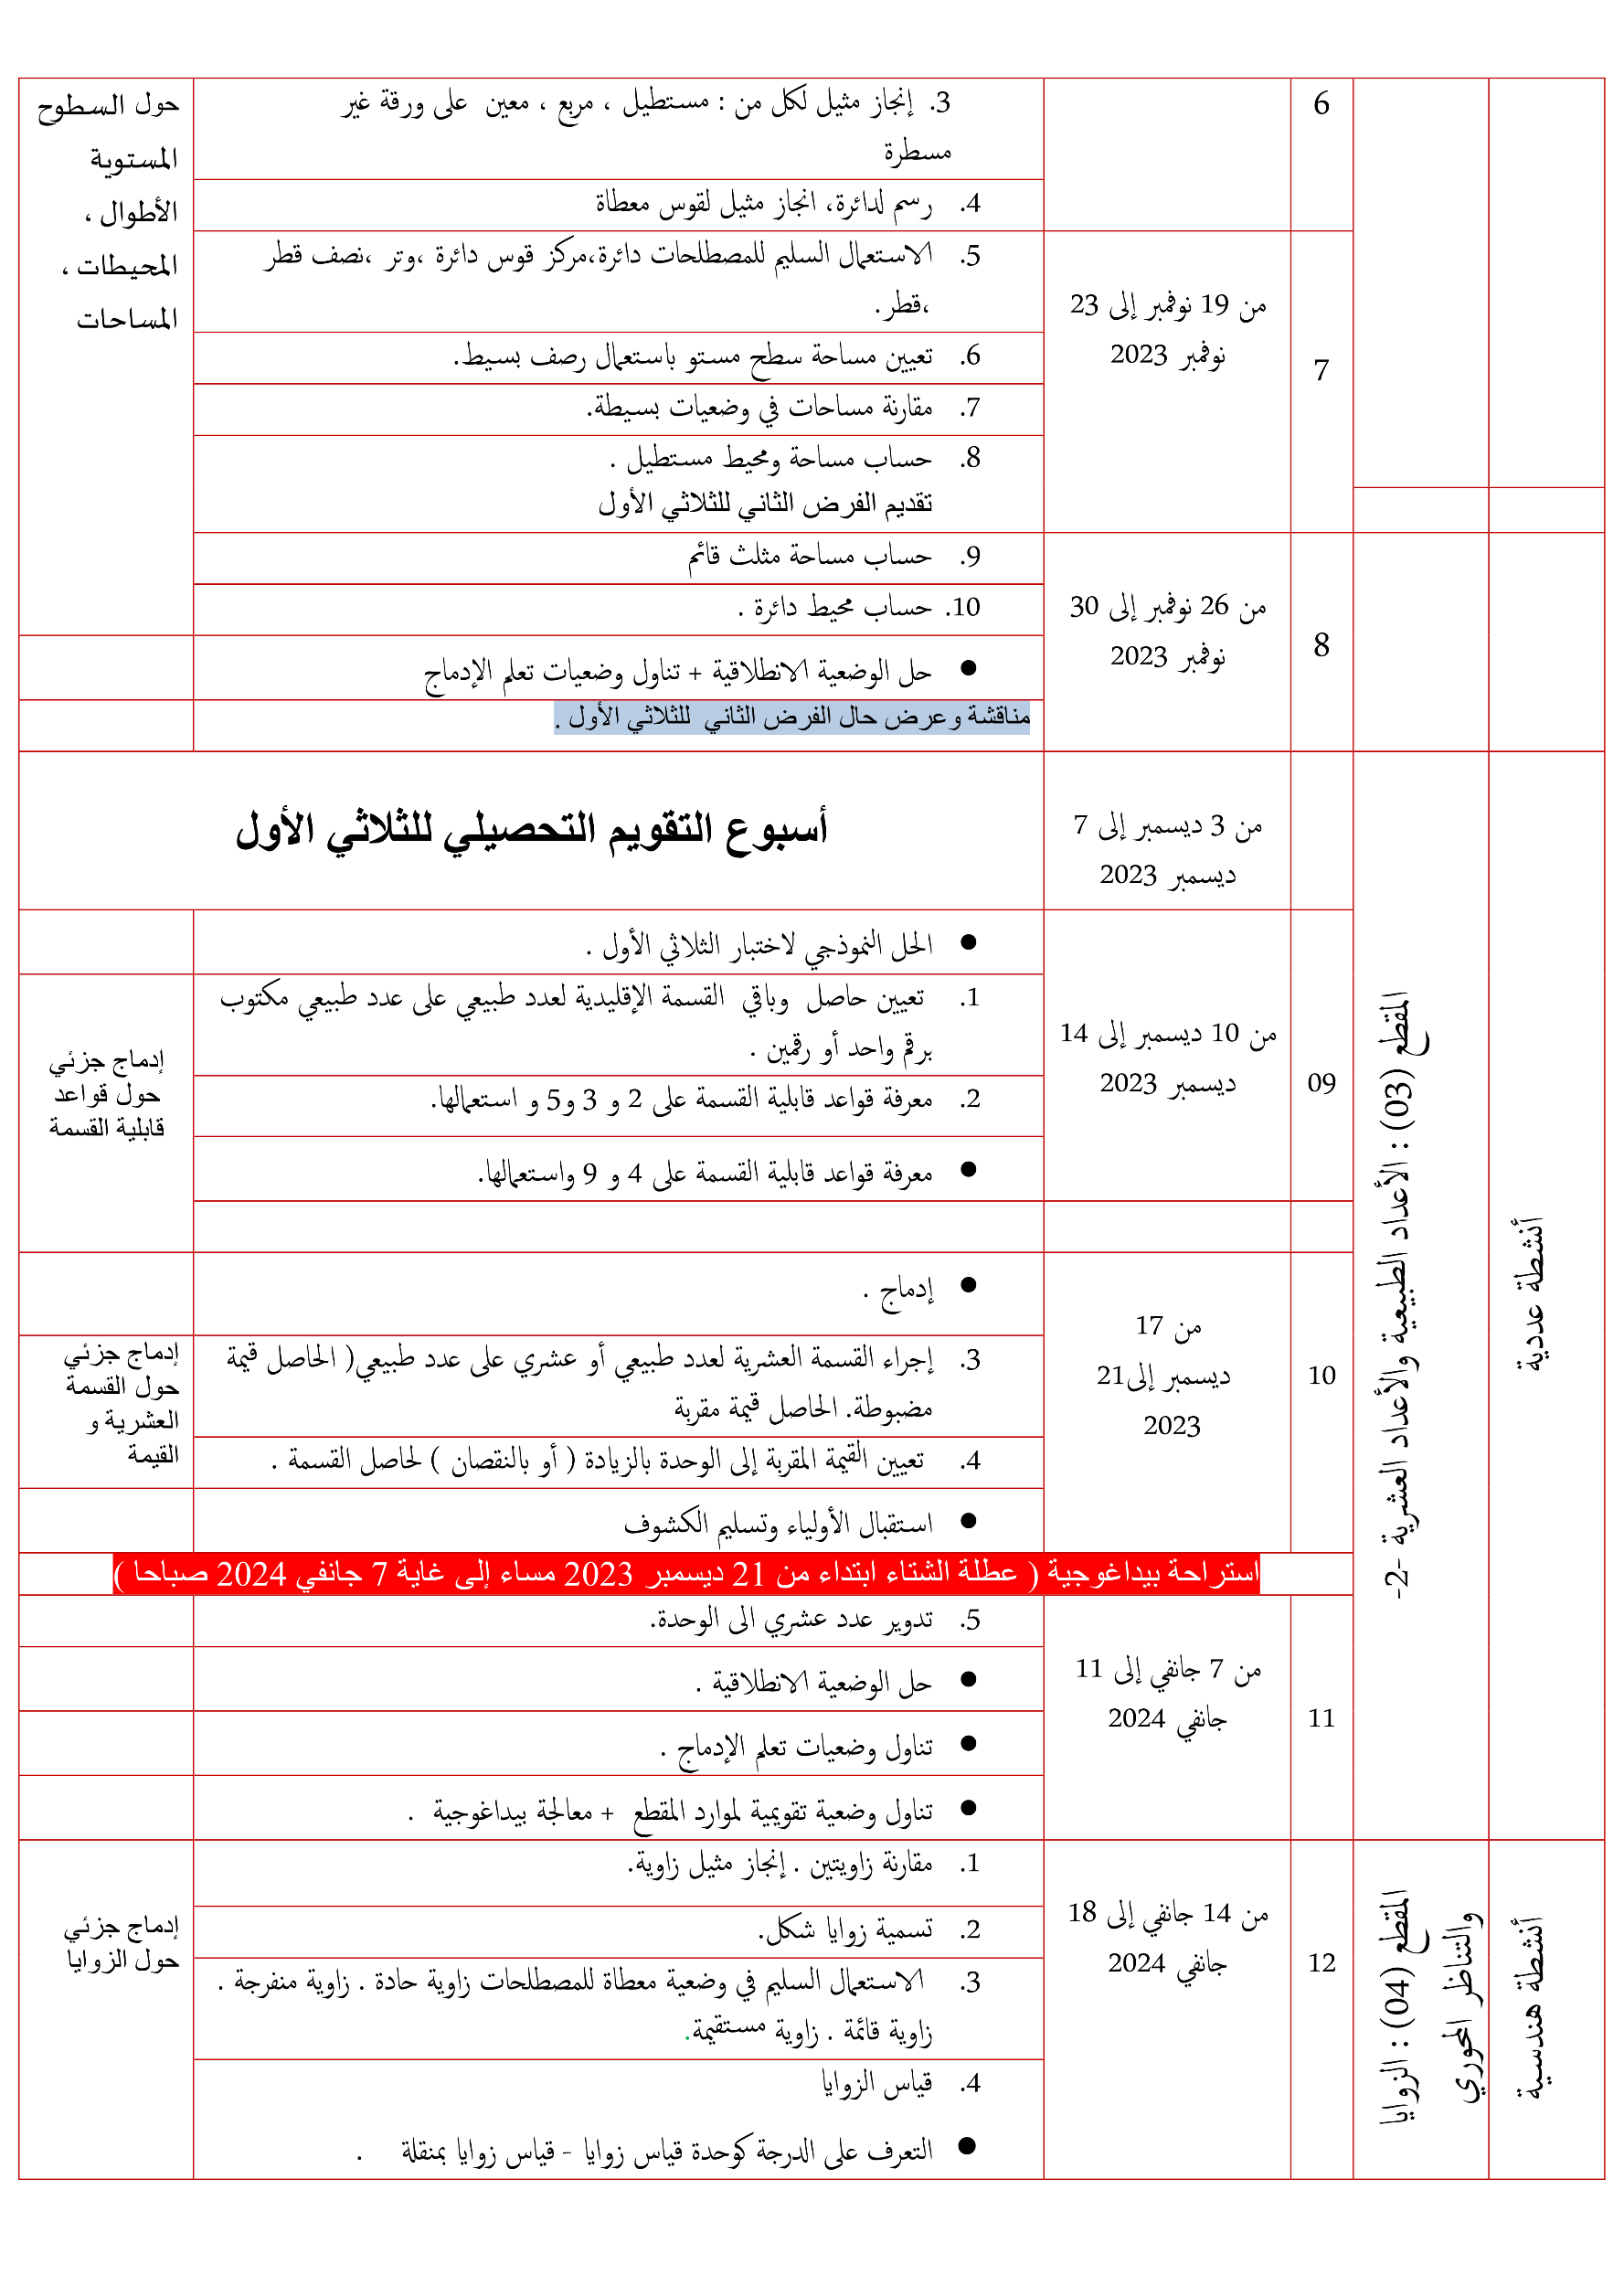 6
3. إنجاز مثيل لكل من : مستطيل ، مربع ، معين على ورقة غير
مسطرة
حول السطوح
المستوية
الأطوال ،
المحيطات ،
المساحات
4. رسم لدائرة، انجاز مثيل لقوس معطاة
7
من 19 نوفمبر إلى 23
نوفمبر 2023
5. الاستعمال السليم للمصطلحات دائرة،مركز قوس دائرة ،وتر ،نصف قطر
،قطر.
6. تعيين مساحة سطح مستو باستعمال رصف بسيط.
7. مقارنة مساحات في وضعيات بسيطة.
8. حساب مساحة ومحيط مستطيل .
تقديم الفرض الثاني للثلاثي الأول
8
من 26 نوفمبر إلى 30
نوفمبر 2023
9. حساب مساحة مثلث قائم
10. حساب محيط دائرة .
● حل الوضعية الانطلاقية + تناول وضعيات تعلم الإدماج
مناقشة وعرض حال الفرض الثاني للثلاثي الأول .
أنشطة عددية
المقطع (03) : الأعداد الطبيعية والأعداد العشرية -2-
من 3 ديسمبر إلى 7
ديسمبر 2023
أسبوع التقويم التحصيلي للثلاثي الأول
09
من 10 ديسمبر إلى 14
ديسمبر 2023
● الحل النموذجي لاختبار الثلاثي الأول .
1. تعيين حاصل وباقي القسمة الإقليدية لعدد طبيعي على عدد طبيعي مكتوب
برقم واحد أو رقمين .
إدماج جزئي
حول قواعد
قابلية القسمة
2. معرفة قواعد قابلية القسمة على 2 و 3 و5 و استعمالها.
● معرفة قواعد قابلية القسمة على 4 و 9 واستعمالها.
10
من 17
ديسمبر إلى21
2023
● إدماج .
3. إجراء القسمة العشرية لعدد طبيعي أو عشري على عدد طبيعي( الحاصل قيمة
مضبوطة. الحاصل قيمة مقربة
إدماج جزئي
حول القسمة
العشرية و
القيمة
4. تعيين القيمة المقربة إلى الوحدة بالزيادة ( أو بالنقصان ) لحاصل القسمة .
● استقبال الأولياء وتسليم الكشوف
استراحة بيداغوجية ( عطلة الشتاء ابتداء من 21 ديسمبر 2023 مساء إلى غاية 7 جانفي 2024 صباحا )
11
من 7 جانفي إلى 11
جانفي 2024
5. تدوير عدد عشري الى الوحدة.
● حل الوضعية الانطلاقية .
● تناول وضعيات تعلم الإدماج .
● تناول وضعية تقويمية لموارد المقطع + معالجة بيداغوجية .
أنشطة هندسية
المقطع (04) : الزوايا
والتناظر المحوري
12
من 14 جانفي إلى 18
جانفي 2024
1. مقارنة زاويتين . إنجاز مثيل زاوية.
2. تسمية زوايا شكل.
3. الاستعمال السليم في وضعية معطاة للمصطلحات زاوية حادة . زاوية منفرجة .
زاوية قائمة . زاوية مستقيمة.
إدماج جزئي
حول الزوايا
4. قياس الزوايا
● التعرف على الدرجة كوحدة قياس زوايا - قياس زوايا بمنقلة .